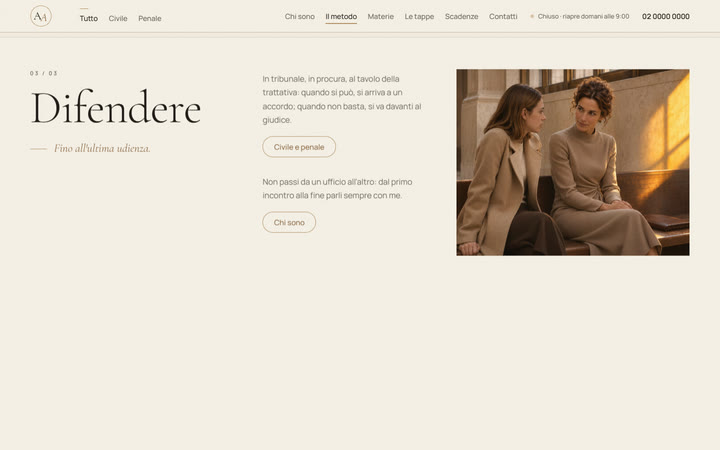 AA
Tutto Civile Penale
Chi sono Il metodo Materie Le tappe Scadenze Contatti
Chiuso · riapre domani alle 9:00
02 0000 0000
03 / 03
Difendere
Fino all'ultima udienza.
In tribunale, in procura, al tavolo della
trattativa: quando si può, si arriva a un
accordo; quando non basta, si va davanti al
giudice.
Civile e penale
Non passi da un ufficio all'altro: dal primo
incontro alla fine parli sempre con me.
Chi sono